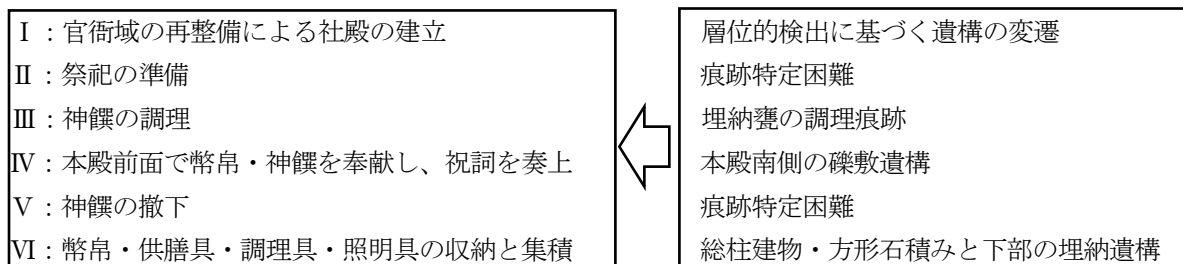 Ⅰ：官衙域の再整備による社殿の建立
Ⅱ：祭祀の準備
Ⅲ：神饌の調理
Ⅳ：本殿前面で幣帛・神饌を奉献し、祝詞を奏上
Ⅴ：神饌の撤下
Ⅵ：幣帛・供膳具・調理具・照明具の収納と集積
層位的検出に基づく遺構の変遷
痕跡特定困難
埋納甕の調理痕跡
本殿南側の礫敷遺構
痕跡特定困難
総柱建物・方形石積みと下部の埋納遺構